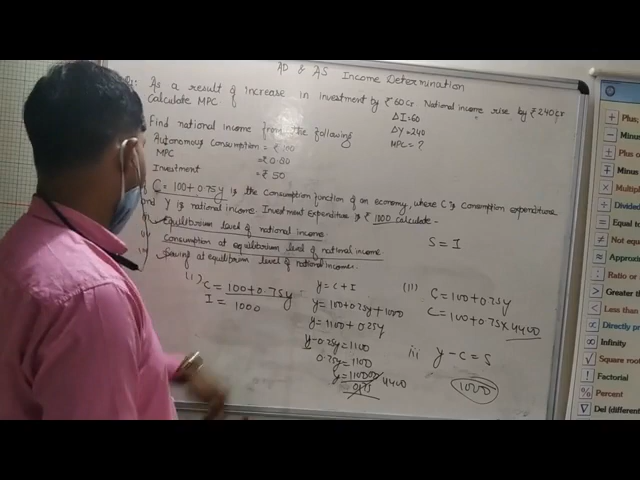 AD & AS Income Determination
As a result of increase in investment by ₹60 Cr National income rise by ₹240 Cr
Calculate MPC.
ΔI=60
ΔY=240
MPC=?
Find national income from the following
Autonomous Consumption = ₹100
MPC = ₹0.80
Investment = ₹50
C = 100 + 0.75y is the Consumption function of an economy, where C is Consumption expenditure
and Y is national income. Investment Expenditure is ₹ 1000 calculate -
Equilibrium level of national income.
Consumption at equilibrium level of national income
Saving at equilibrium level of national income.
S = I
(i) C = 100 + 0.75y
I = 1000
y = C + I
y = 100 + 0.75y + 1000
y = 1100 + 0.75y
y - 0.75y = 1100
0.25y = 1100
4400
(ii) C = 100 + 0.75y
C = 100 + 0.75 × 4400
iii y - C = S
1000
Plus;
Minus
Plus o
Minus
Multiplic
Divided
Equal to
Not equ
Approxim
Ratio or
Greater th
Less than
Directly pr
Infinity
Square root
Factorial
Percent
Del (different